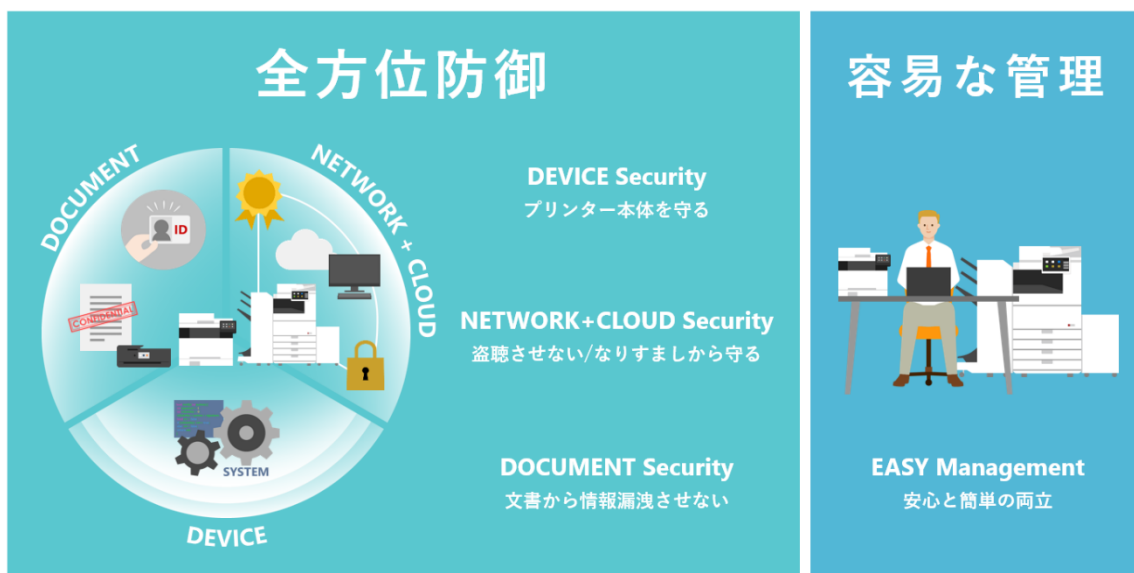 全方位防御
DOCUMENT
NETWORK + CLOUD
ID
CONFIDENTIAL
SYSTEM
DEVICE
DEVICE Security
プリンター本体を守る
NETWORK+CLOUD Security
盗聴させない/なりすましから守る
DOCUMENT Security
文書から情報漏洩させない
容易な管理
EASY Management
安心と簡単の両立